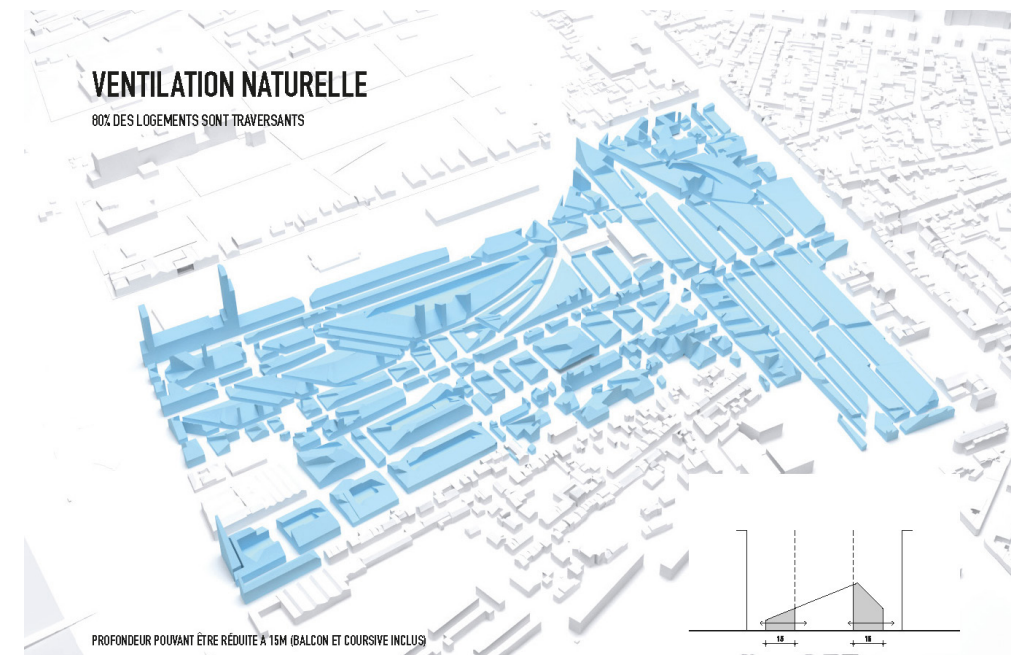 VENTILATION NATURELLE
80% DES LOGEMENTS SONT TRAVERSANTS
15
15
PROFONDEUR POUVANT ÊTRE RÉDUITE A 15M (BALCON ET COURSIVE INCLUS)